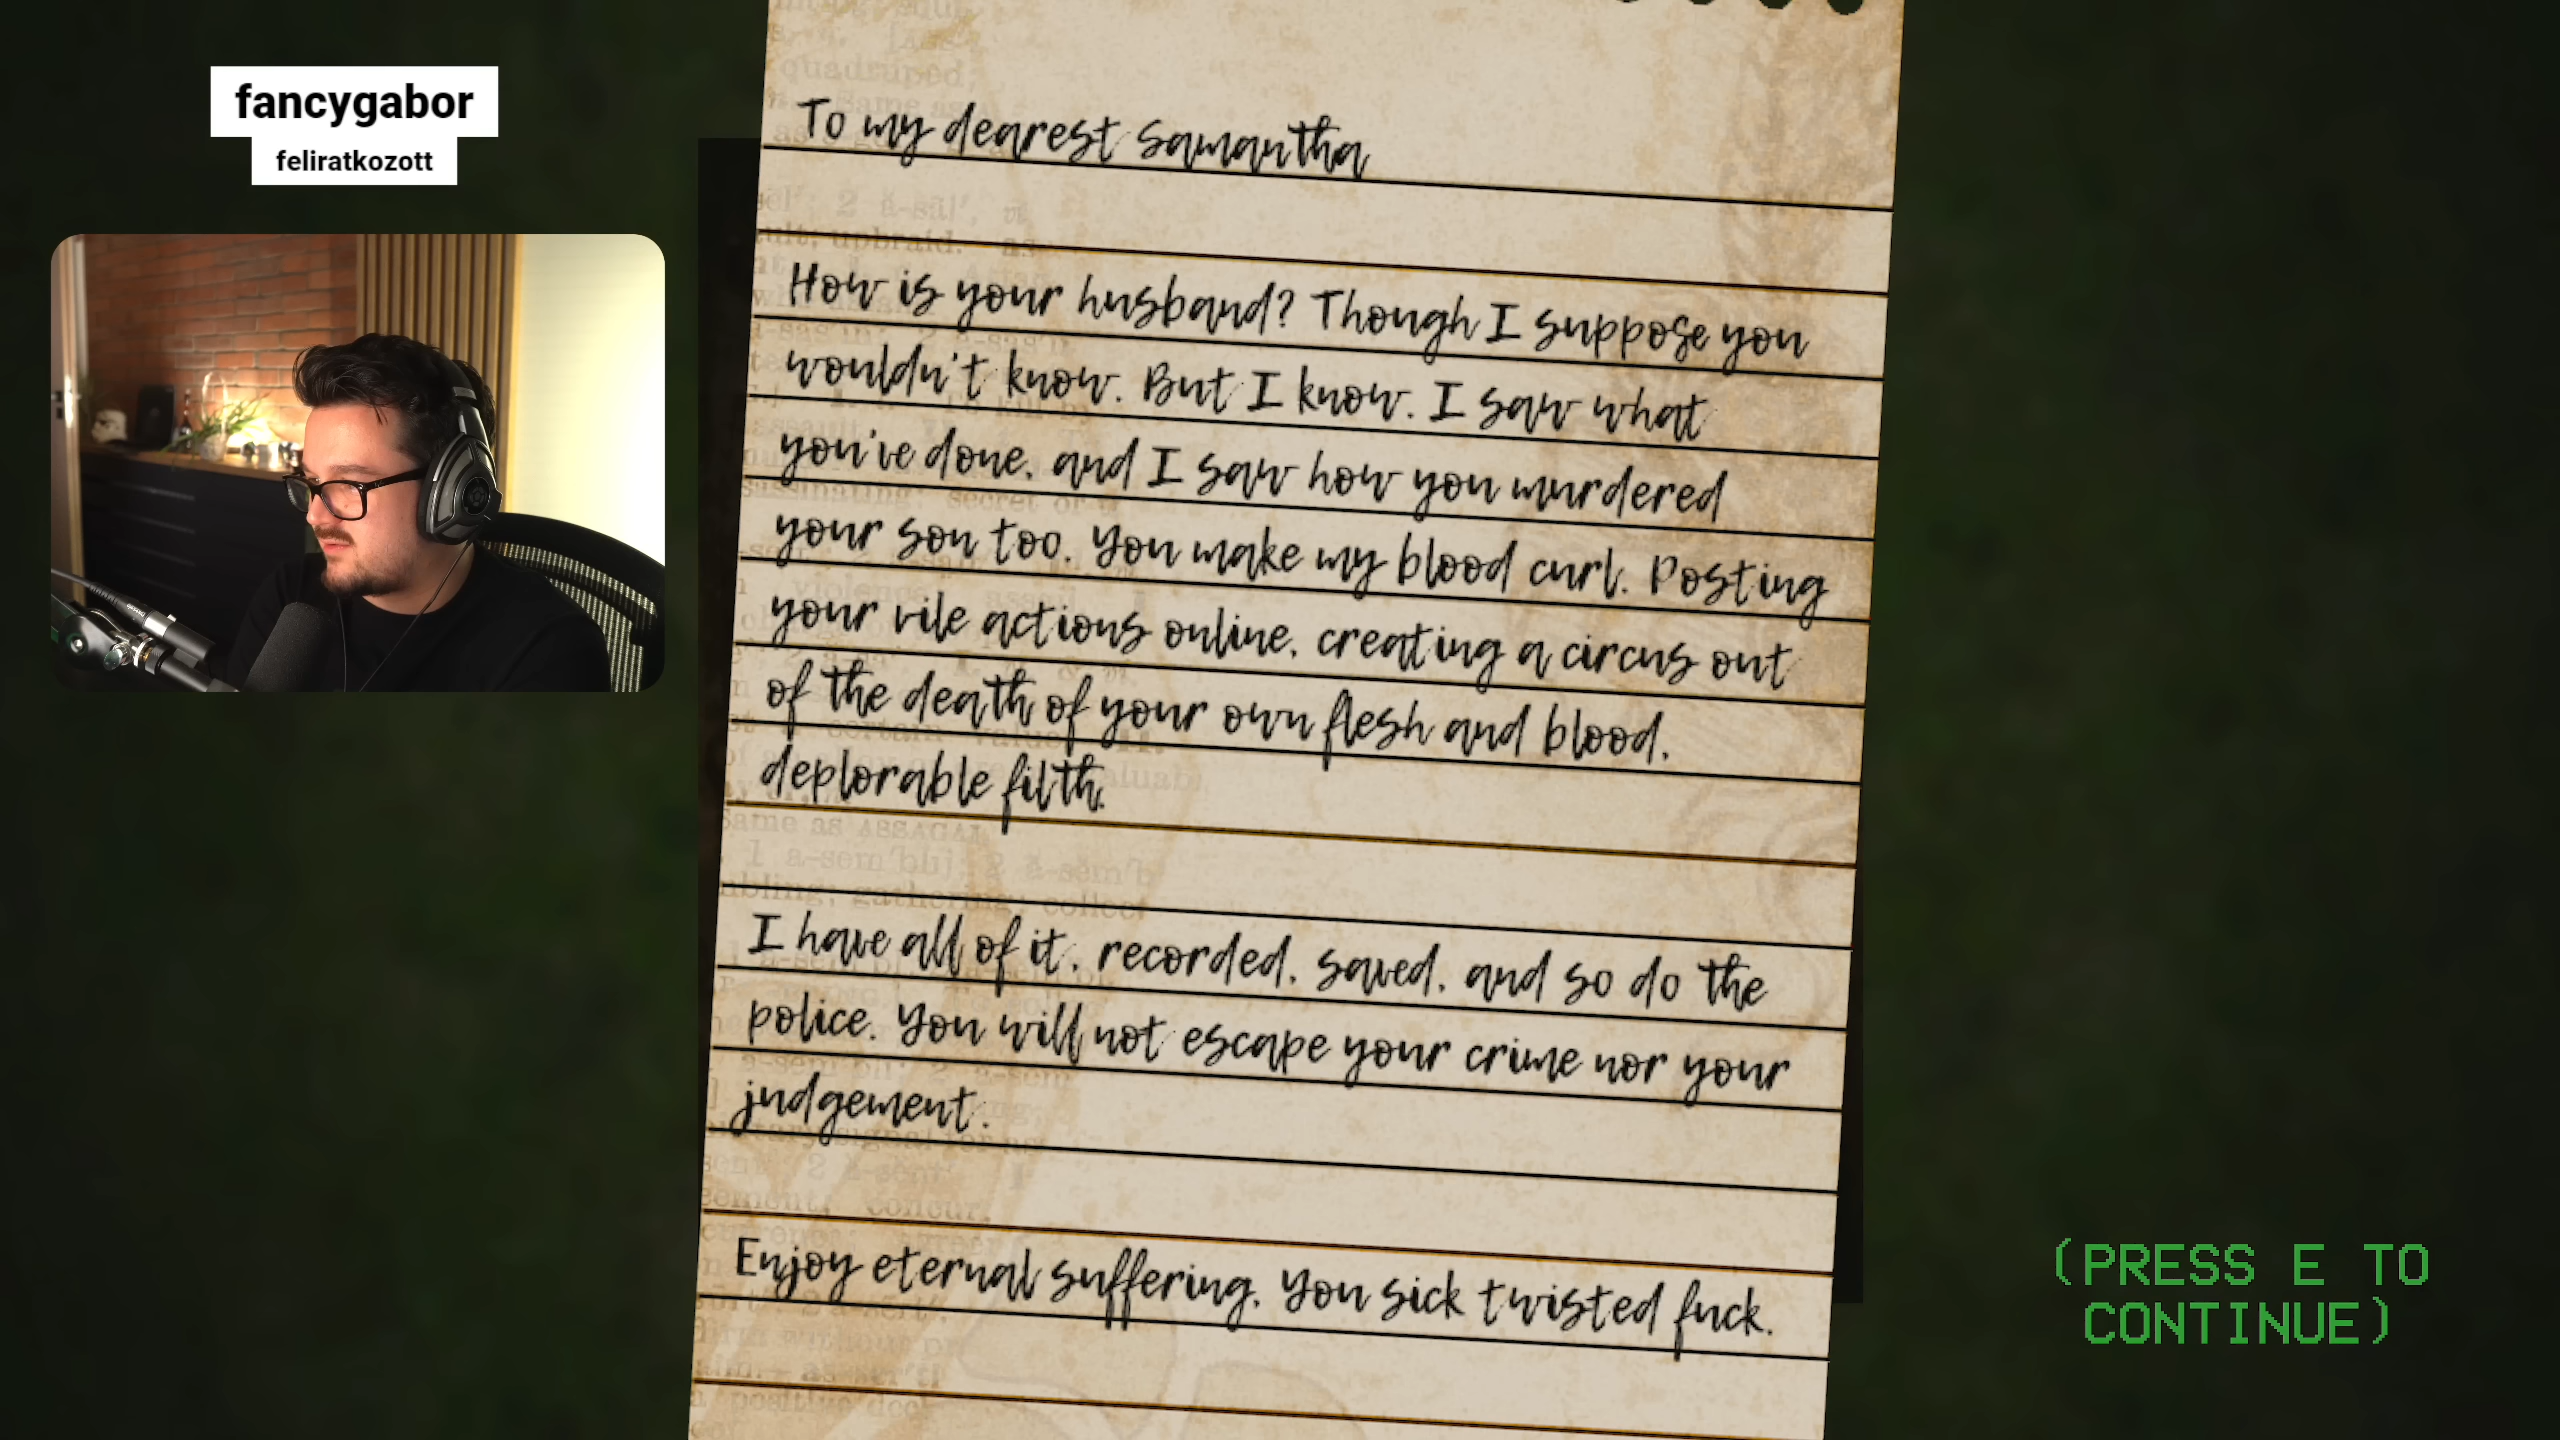 fancygabor
feliratkozott
To my dearest Samantha
How is your husband? Though I suppose you
wouldn't know. But I know. I saw what
you've done, and I saw how you murdered
your son too. You make my blood curl. Posting
your vile actions online, creating a circus out
of the death of your own flesh and blood,
deplorable filth.
I have all of it, recorded, saved, and so do the
police. You will not escape your crime nor your
judgement.
Enjoy eternal suffering, You sick twisted fuck.
(PRESS E TO
CONTINUE)